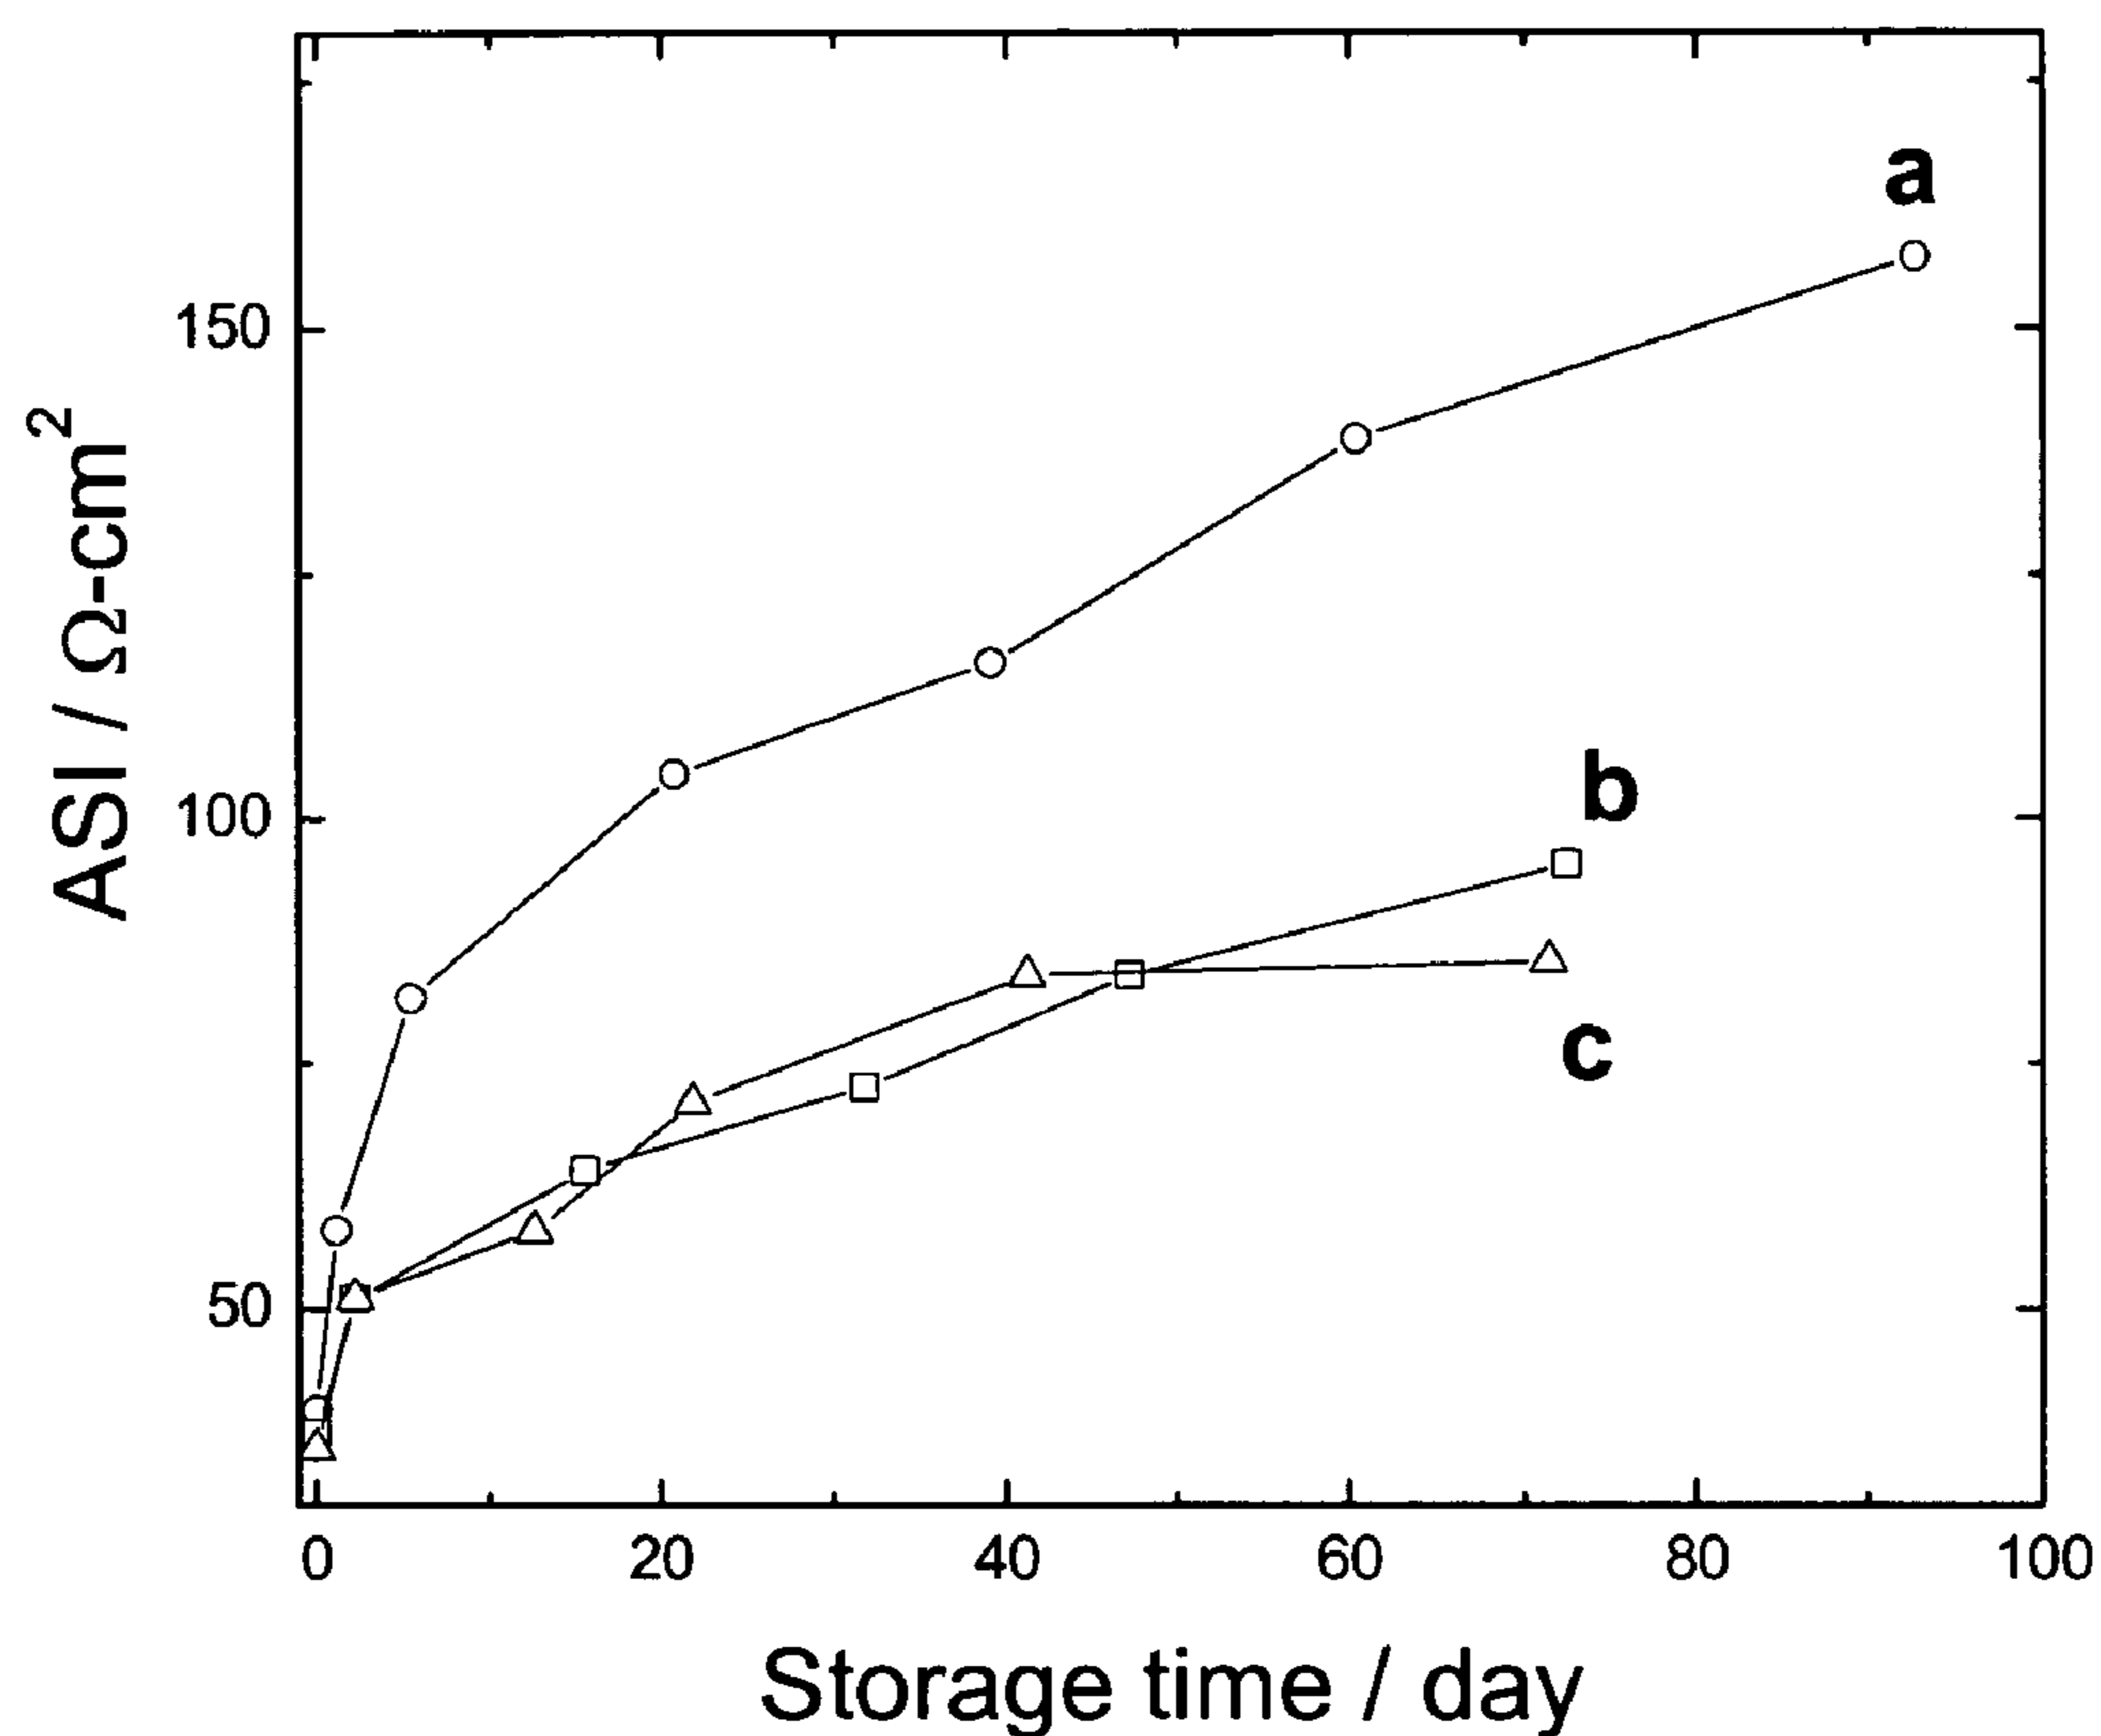 a
150
ASI / Ω-cm²
b
100
c
50
0 20 40 60 80 100
Storage time / day